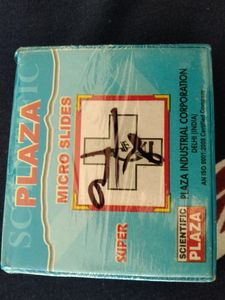 SCIENTIFIC
PLAZA
MICRO SLIDES
SUPER
SCIENTIFIC
PLAZA
PLAZA INDUSTRIAL CORPORATION
DELHI (INDIA)
AN ISO 9001:2008 Certified Company